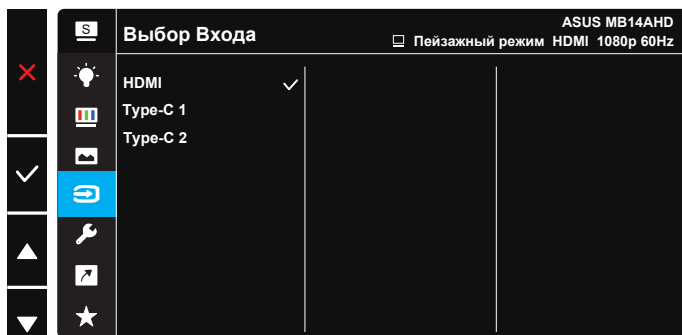 S
Выбор Входа
ASUS MB14AHD
Пейзажный режим HDMI 1080p 60Hz
HDMI
Type-C 1
Type-C 2